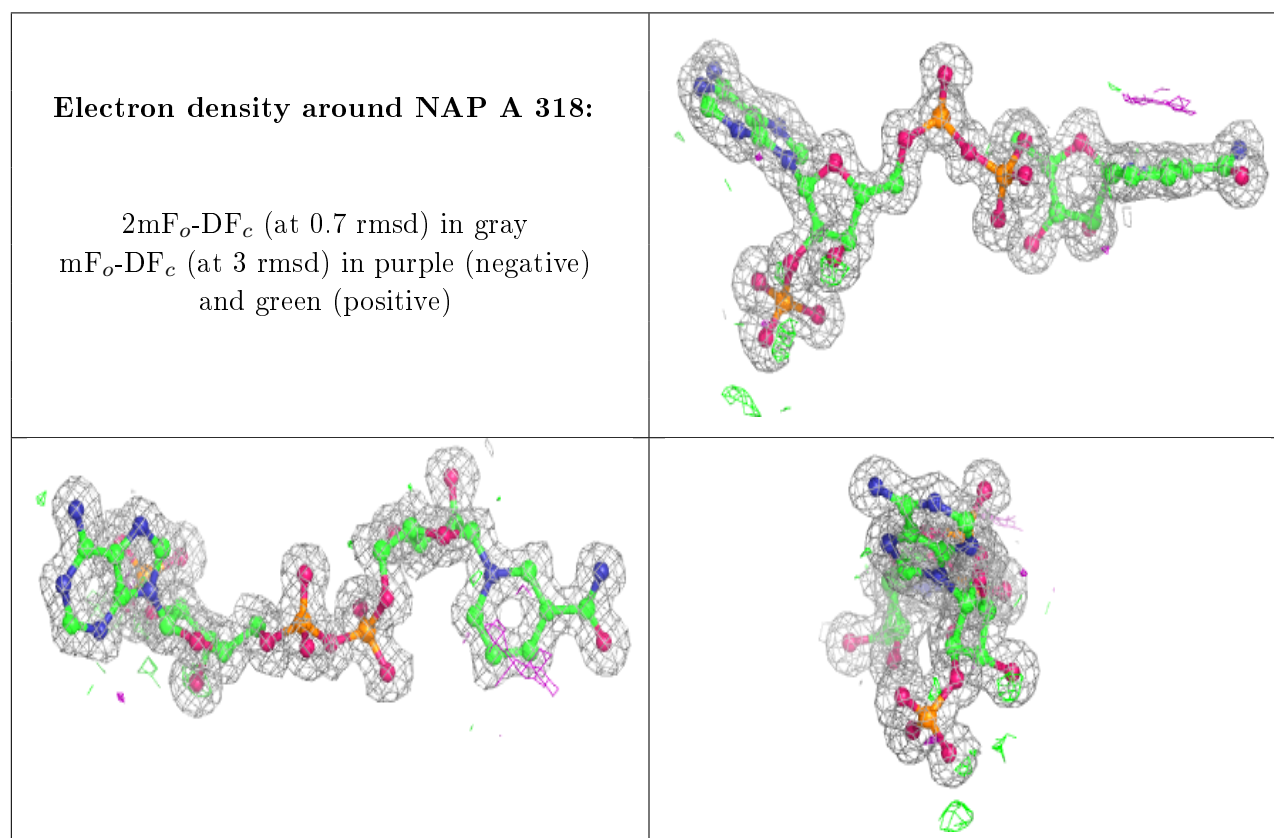 Electron density around NAP A 318:
2mFo-DFc (at 0.7 rmsd) in gray
mFo-DFc (at 3 rmsd) in purple (negative)
and green (positive)